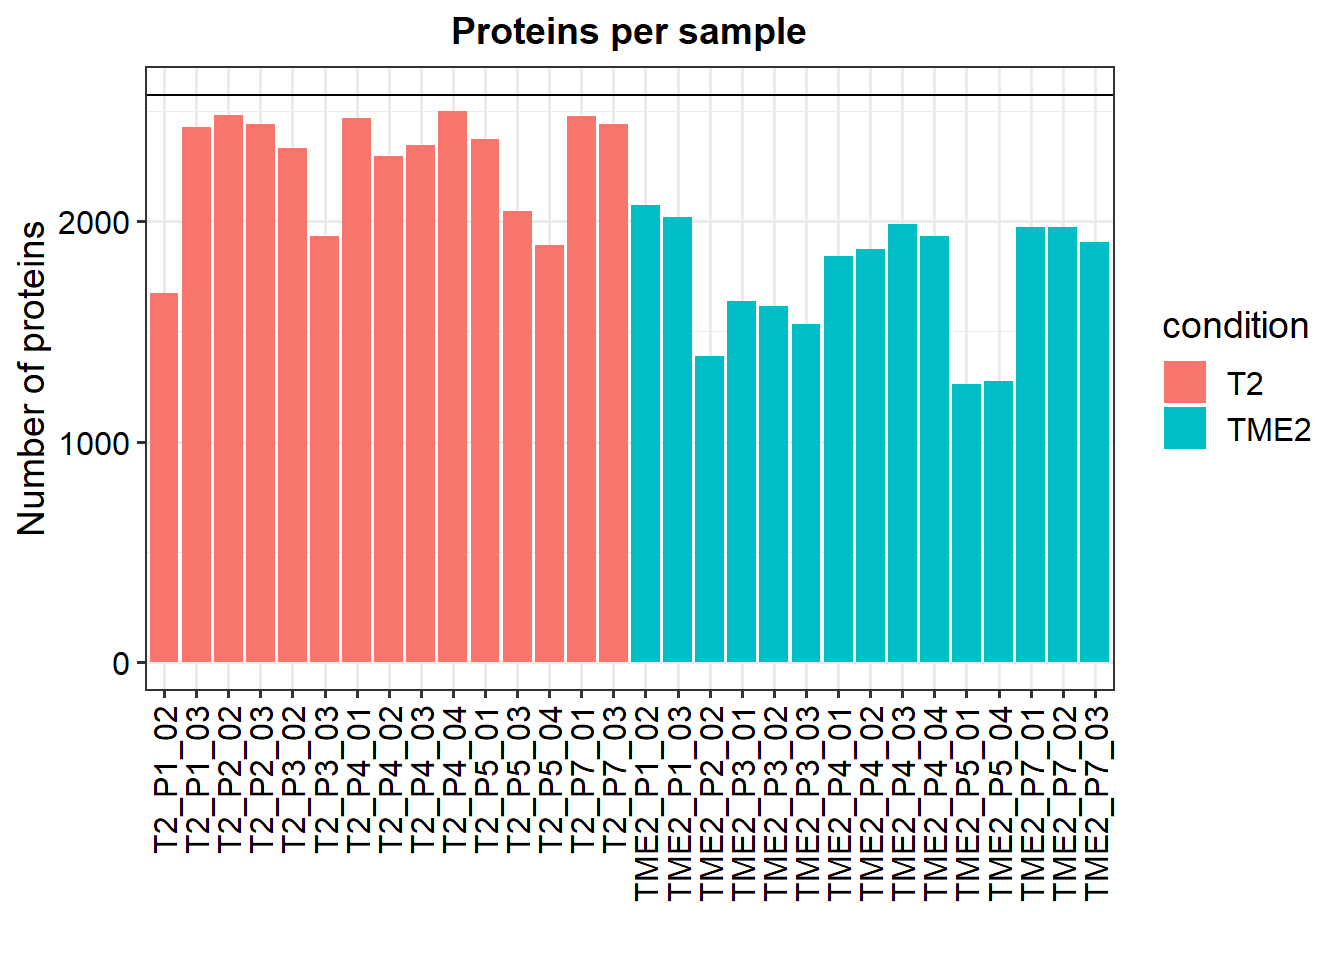 Proteins per sample
Number of proteins
2000
1000
0
T2_P1_02
T2_P1_03
T2_P2_02
T2_P2_03
T2_P3_02
T2_P3_03
T2_P4_01
T2_P4_02
T2_P4_03
T2_P4_04
T2_P5_01
T2_P5_03
T2_P5_04
T2_P7_01
T2_P7_03
TME2_P1_02
TME2_P1_03
TME2_P2_02
TME2_P3_01
TME2_P3_02
TME2_P3_03
TME2_P4_01
TME2_P4_02
TME2_P4_03
TME2_P4_04
TME2_P5_01
TME2_P5_04
TME2_P7_01
TME2_P7_02
TME2_P7_03
condition
T2
TME2